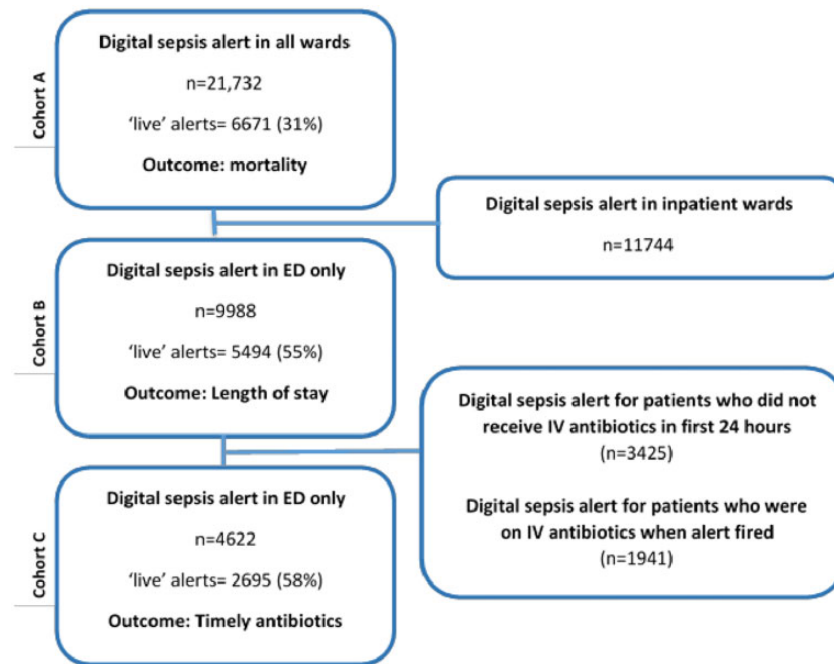 Cohort A
Digital sepsis alert in all wards
n=21,732
‘live’ alerts= 6671 (31%)
Outcome: mortality
Digital sepsis alert in inpatient wards
n=11744
Cohort B
Digital sepsis alert in ED only
n=9988
‘live’ alerts= 5494 (55%)
Outcome: Length of stay
Digital sepsis alert for patients who did not
receive IV antibiotics in first 24 hours
(n=3425)
Digital sepsis alert for patients who were
on IV antibiotics when alert fired
(n=1941)
Cohort C
Digital sepsis alert in ED only
n=4622
‘live’ alerts= 2695 (58%)
Outcome: Timely antibiotics